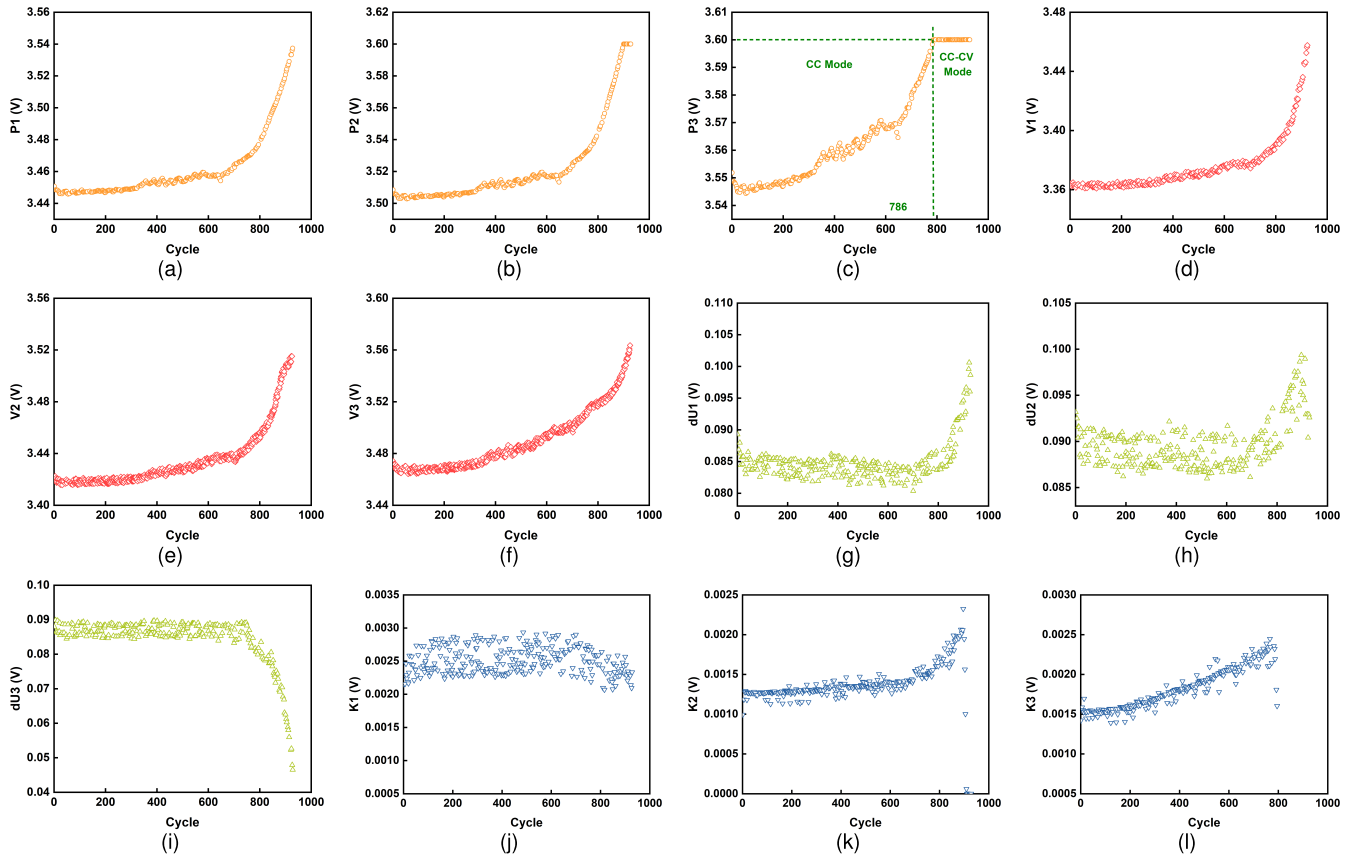 3.56
3.54
3.52
3.50
3.48
3.46
3.44
P1 (V)
0 200 400 600 800 1000
Cycle
(a)
3.60
3.58
3.56
3.54
3.52
3.50
P2 (V)
0 200 400 600 800 1000
Cycle
(b)
3.61
3.60
3.59
3.58
3.57
3.56
3.55
3.54
P3 (V)
CC Mode
CC-CV
Mode
786
0 200 400 600 800 1000
Cycle
(c)
3.48
3.44
3.40
3.36
V1 (V)
0 200 400 600 800 1000
Cycle
(d)
3.56
3.52
3.48
3.44
3.40
V2 (V)
0 200 400 600 800 1000
Cycle
(e)
3.60
3.56
3.52
3.48
3.44
V3 (V)
0 200 400 600 800 1000
Cycle
(f)
0.110
0.105
0.100
0.095
0.090
0.085
0.080
dU1 (V)
0 200 400 600 800 1000
Cycle
(g)
0.105
0.100
0.095
0.090
0.085
dU2 (V)
0 200 400 600 800 1000
Cycle
(h)
0.10
0.09
0.08
0.07
0.06
0.05
0.04
dU3 (V)
0 200 400 600 800 1000
Cycle
(i)
0.0035
0.0030
0.0025
0.0020
0.0015
0.0010
0.0005
K1 (V)
0 200 400 600 800 1000
Cycle
(j)
0.0025
0.0020
0.0015
0.0010
0.0005
0.0000
K2 (V)
0 200 400 600 800 1000
Cycle
(k)
0.0030
0.0025
0.0020
0.0015
0.0010
0.0005
K3 (V)
0 200 400 600 800 1000
Cycle
(l)